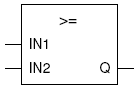 >=
IN1
IN2 Q